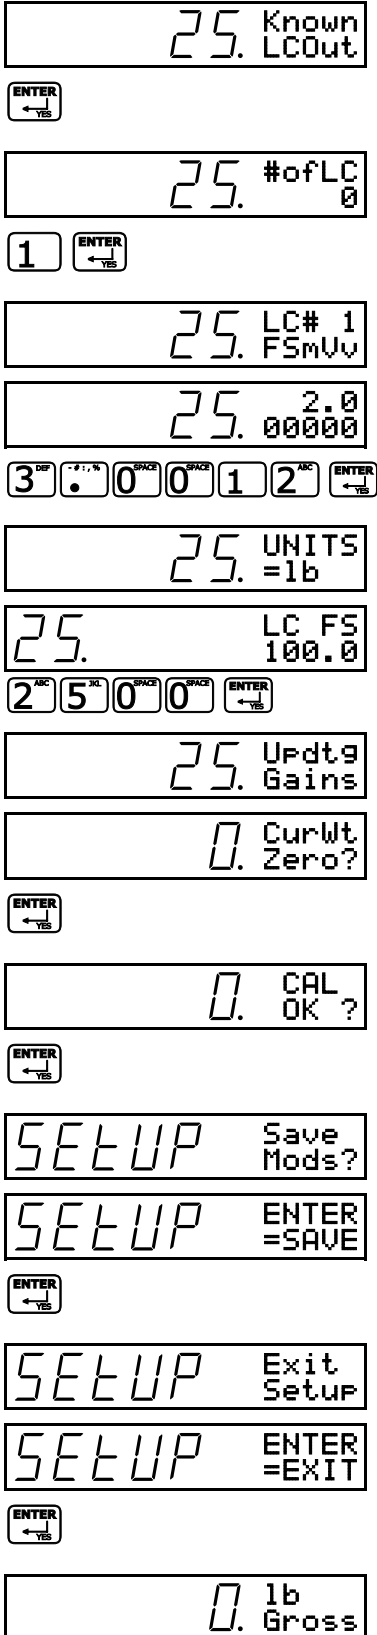 25. Known
LCOut
ENTER
YES
25. #ofLC
0
1 ENTER
YES
25. LC# 1
FSmVv
25. 2.0
00000
3 DEF . -#:,% 0 SPACE 0 SPACE 1 2 ABC ENTER
YES
25. UNITS
=lb
25. LC FS
100.0
2 ABC 5 JKL 0 SPACE 0 SPACE ENTER
YES
25. Updtg
Gains
0. CurWt
Zero?
ENTER
YES
0. CAL
OK ?
ENTER
YES
SEtUP Save
Mods?
SEtUP ENTER
=SAVE
ENTER
YES
SEtUP Exit
Setup
SEtUP ENTER
=EXIT
ENTER
YES
0. lb
Gross